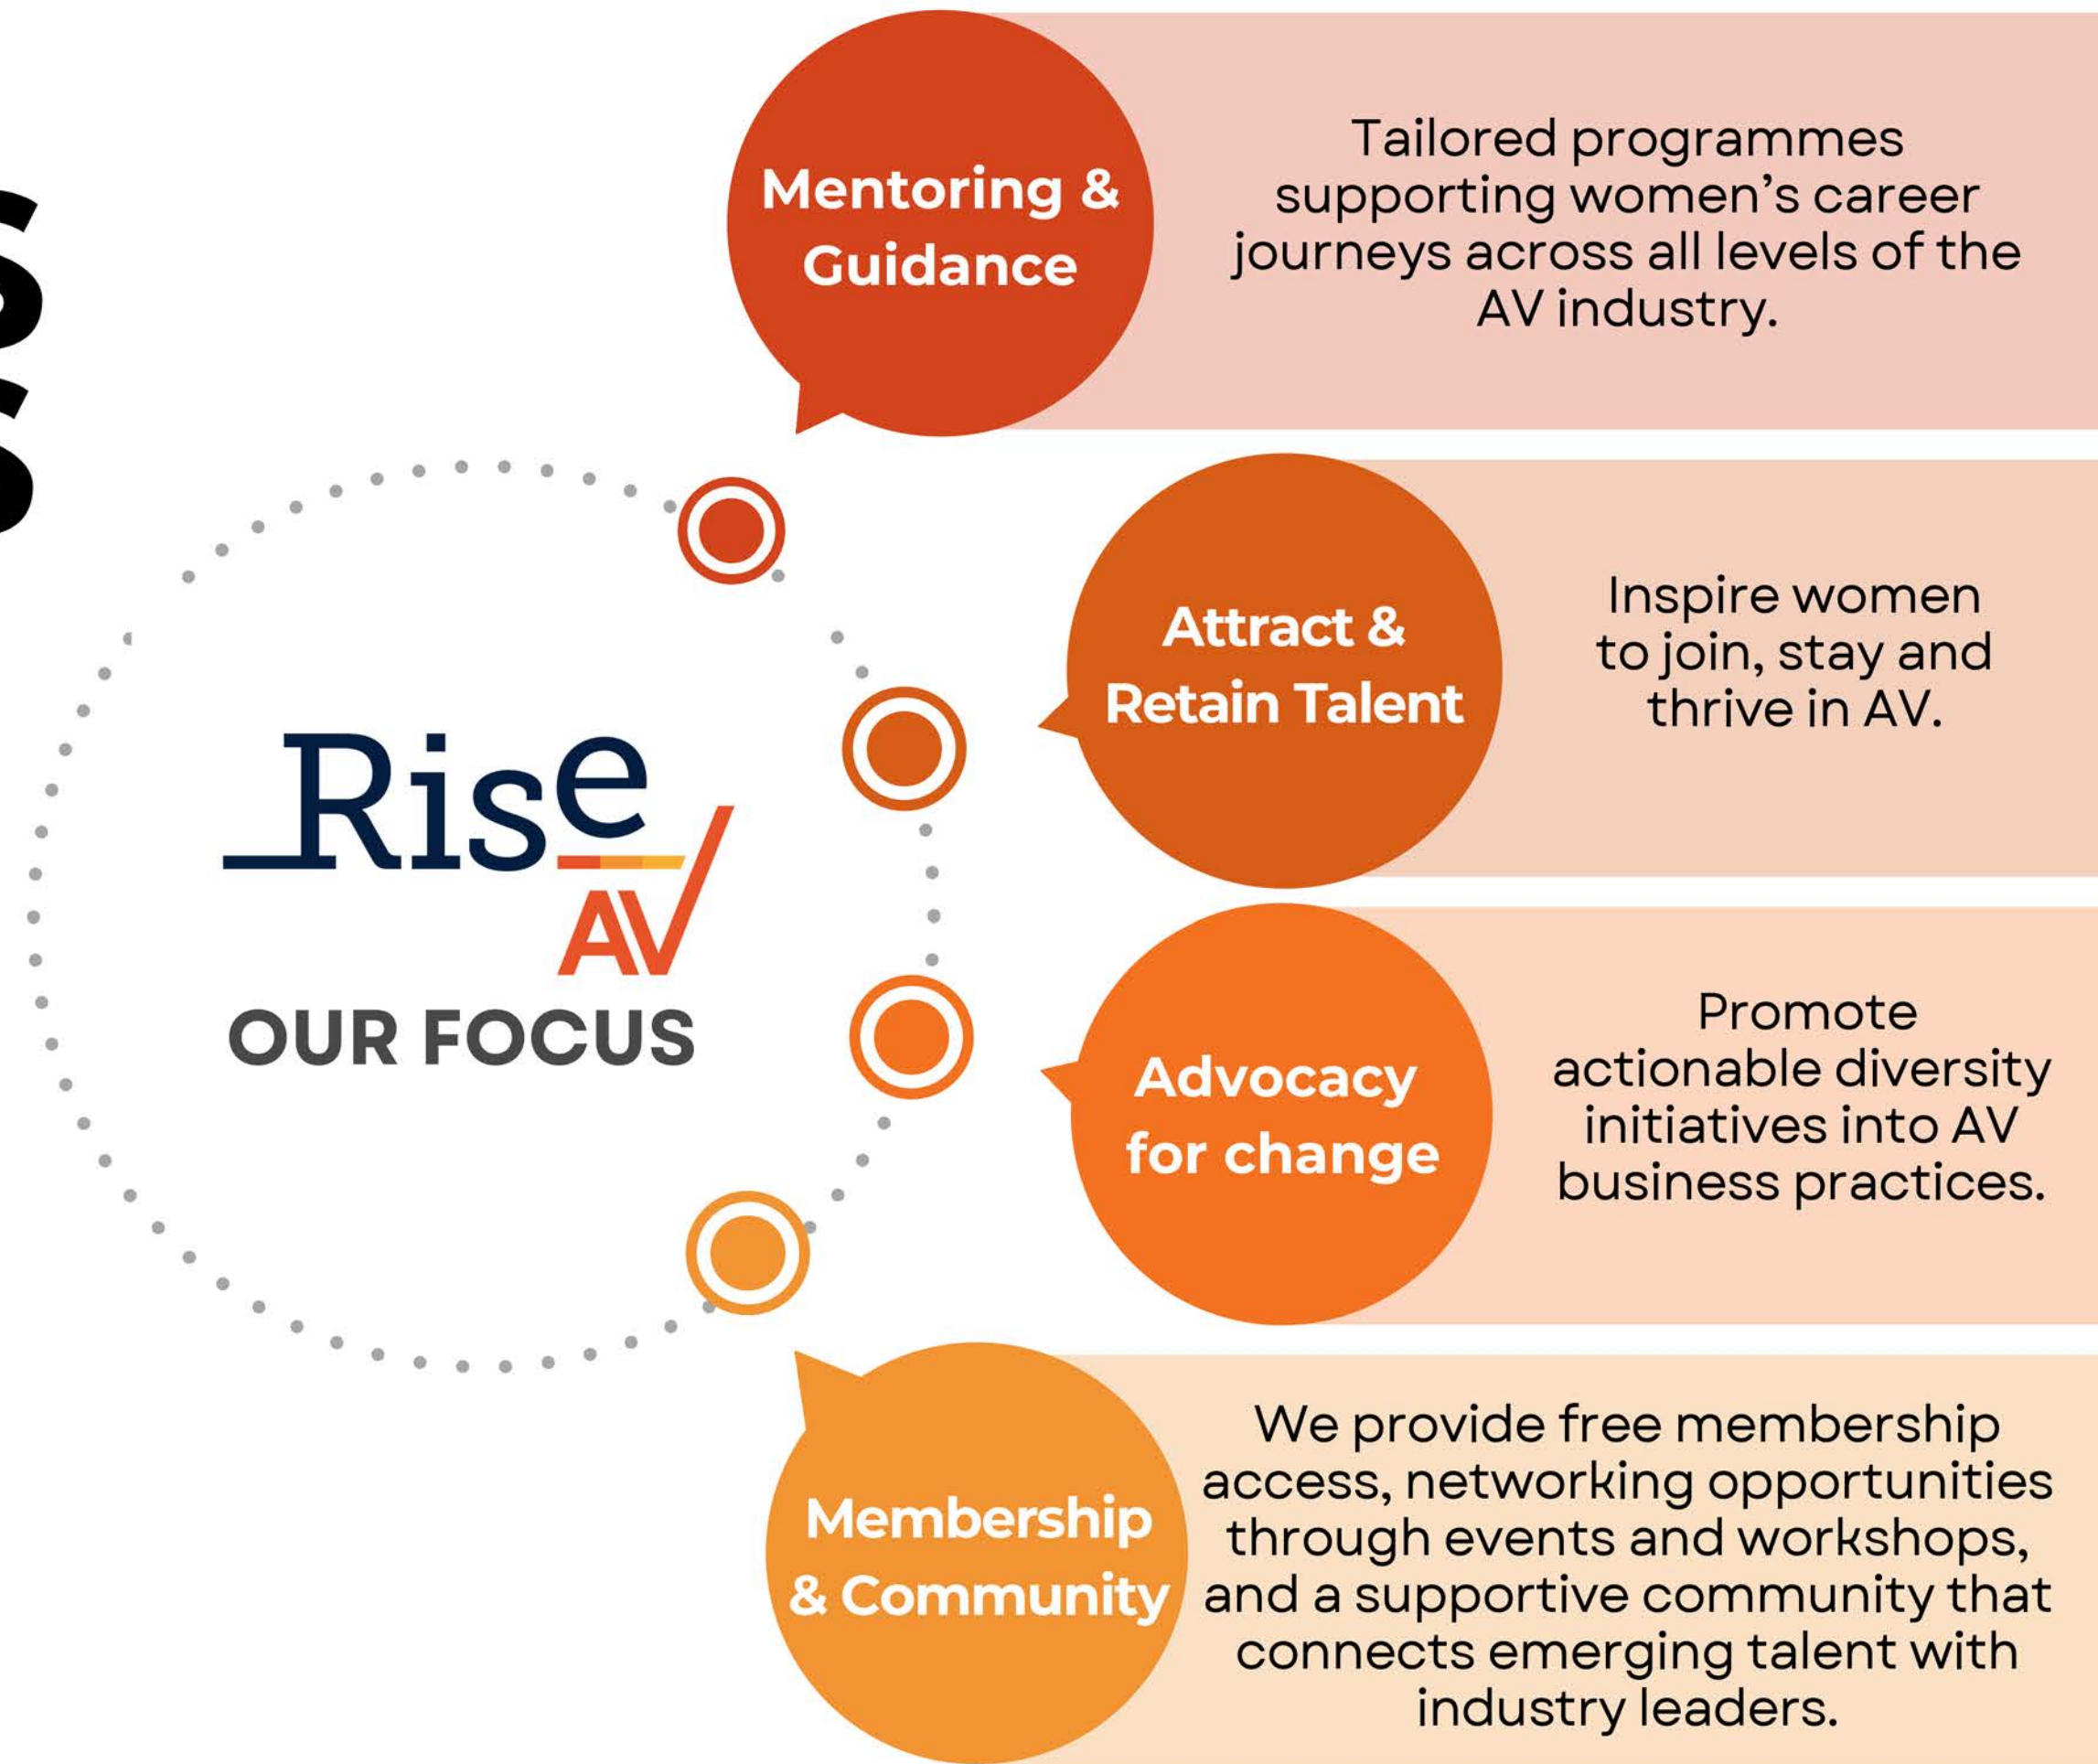 S
S
Mentoring &
Guidance
Tailored programmes
supporting women's career
journeys across all levels of the
AV industry.
Attract &
Retain Talent
Inspire women
to join, stay and
thrive in AV.
Rise
AV
OUR FOCUS
Advocacy
for change
Promote
actionable diversity
initiatives into AV
business practices.
Membership
& Community
We provide free membership
access, networking opportunities
through events and workshops,
and a supportive community that
connects emerging talent with
industry leaders.